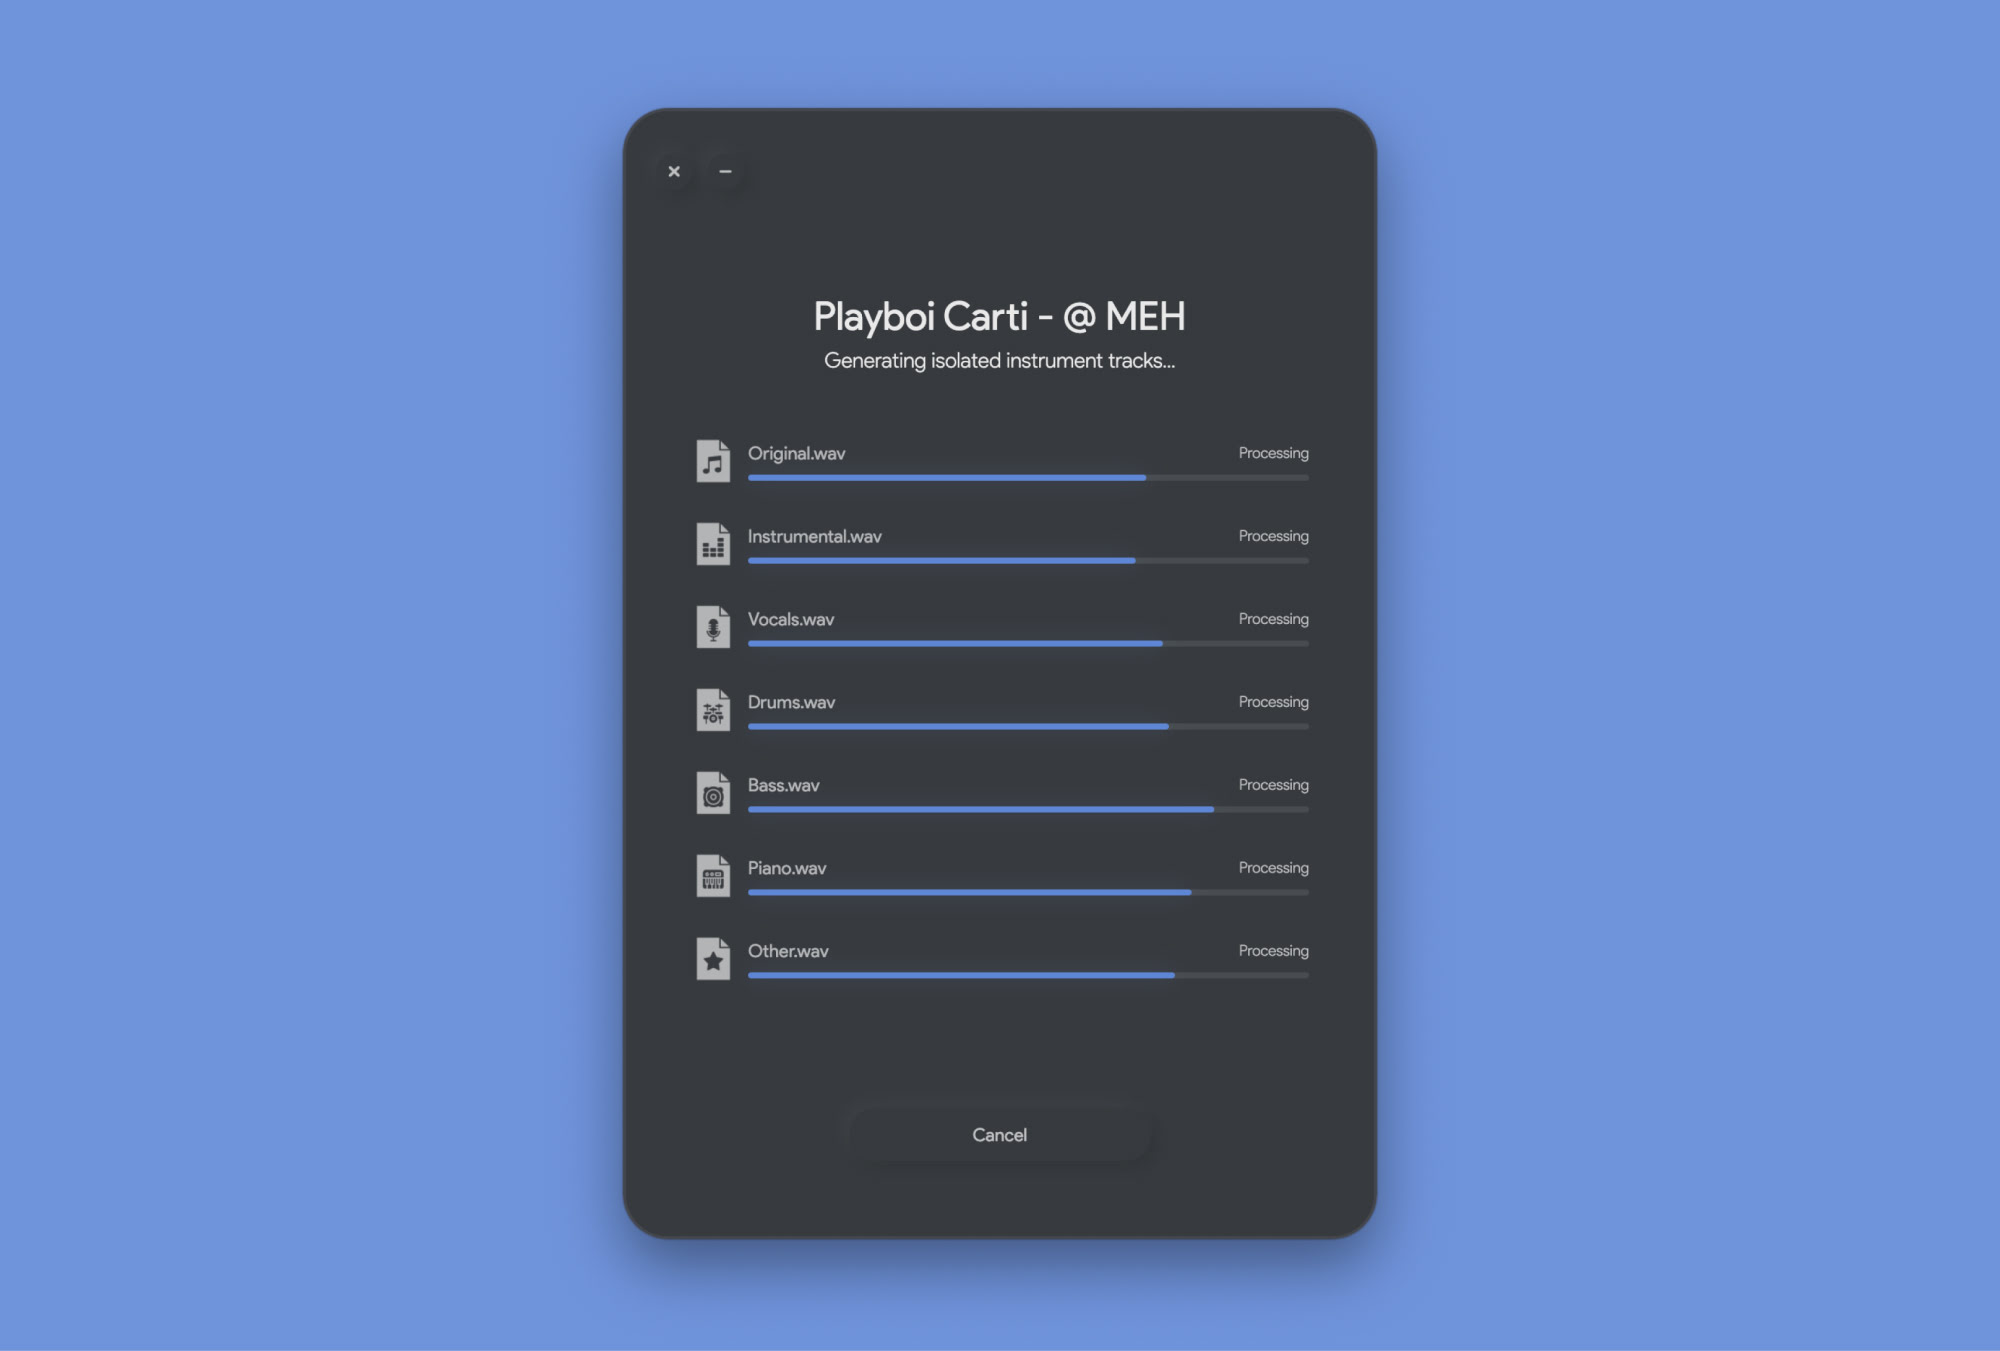 Playboi Carti - @ MEH
Generating isolated instrument tracks...
Original.wav Processing
Instrumental.wav Processing
Vocals.wav Processing
Drums.wav Processing
Bass.wav Processing
Piano.wav Processing
Other.wav Processing
Cancel